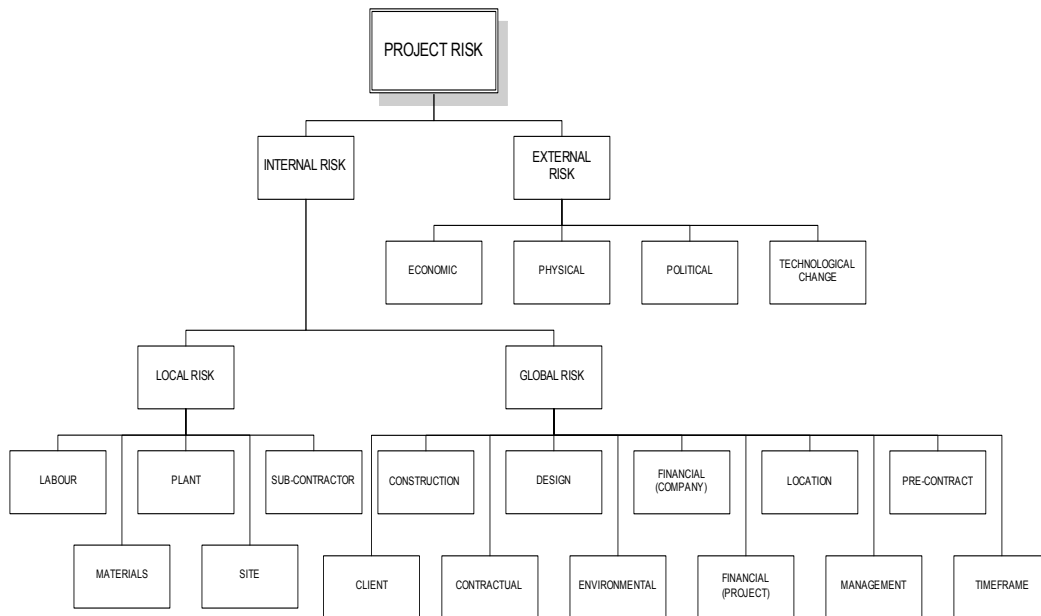 PROJECT RISK
INTERNAL RISK
EXTERNAL
RISK
ECONOMIC
PHYSICAL
POLITICAL
TECHNOLOGICAL
CHANGE
LOCAL RISK
GLOBAL RISK
LABOUR
PLANT
SUB-CONTRACTOR
CONSTRUCTION
DESIGN
FINANCIAL
(COMPANY)
LOCATION
PRE-CONTRACT
MATERIALS
SITE
CLIENT
CONTRACTUAL
ENVIRONMENTAL
FINANCIAL
(PROJECT)
MANAGEMENT
TIMEFRAME